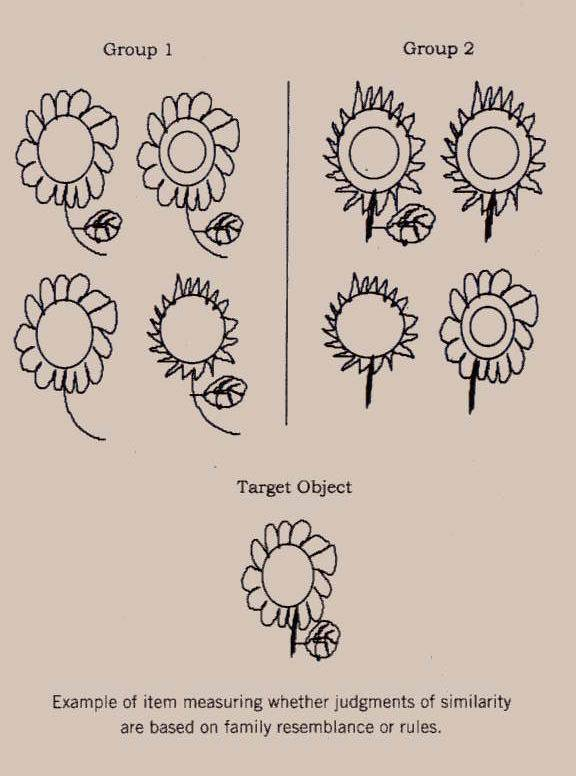 Group 1
Group 2
Target Object
Example of item measuring whether judgments of similarity
are based on family resemblance or rules.